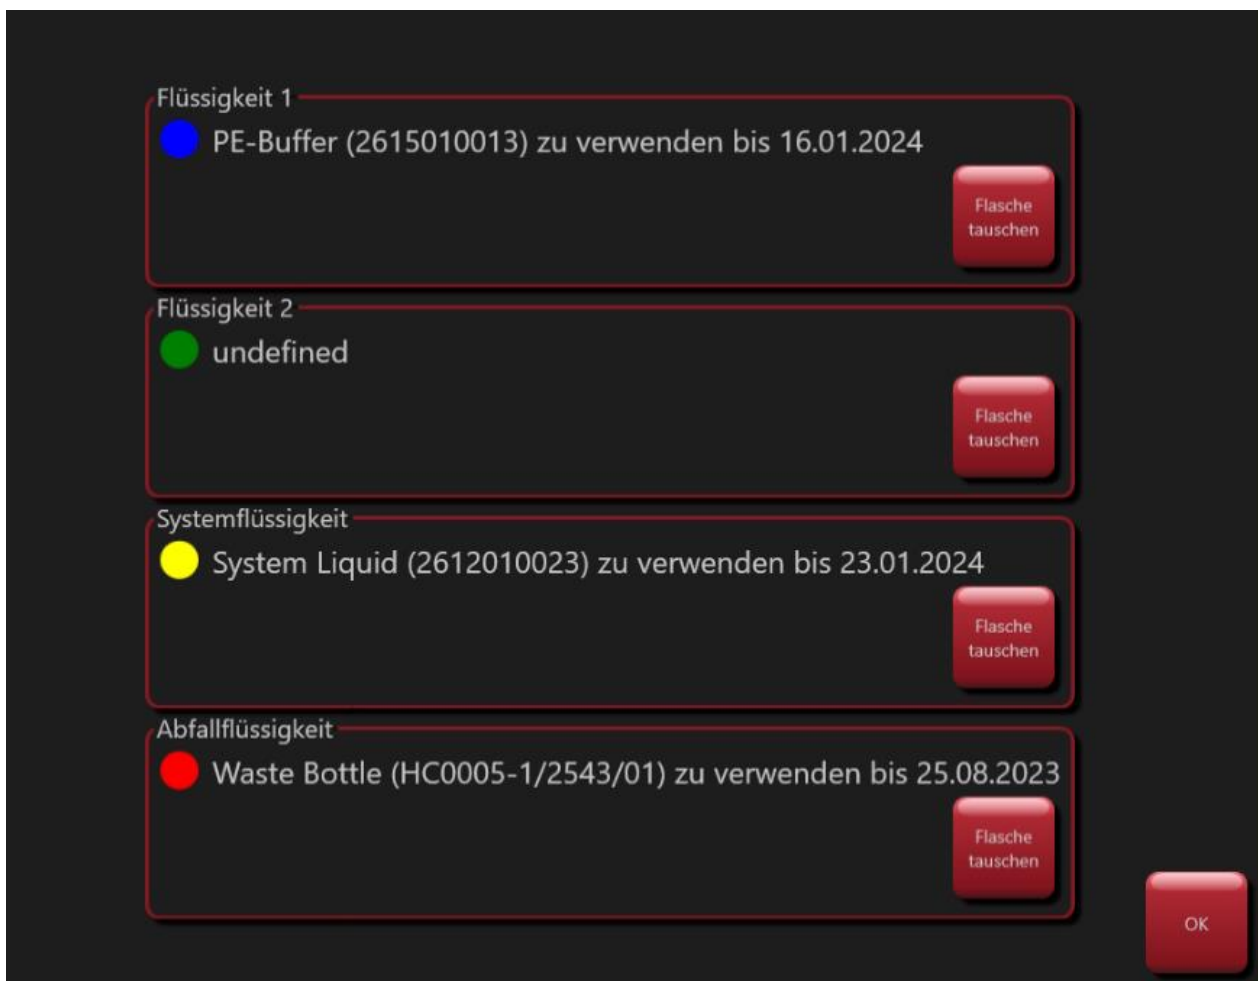 Flüssigkeit 1
PE-Buffer (2615010013) zu verwenden bis 16.01.2024
Flasche
tauschen
Flüssigkeit 2
undefined
Flasche
tauschen
Systemflüssigkeit
System Liquid (2612010023) zu verwenden bis 23.01.2024
Flasche
tauschen
Abfallflüssigkeit
Waste Bottle (HC0005-1/2543/01) zu verwenden bis 25.08.2023
Flasche
tauschen
OK